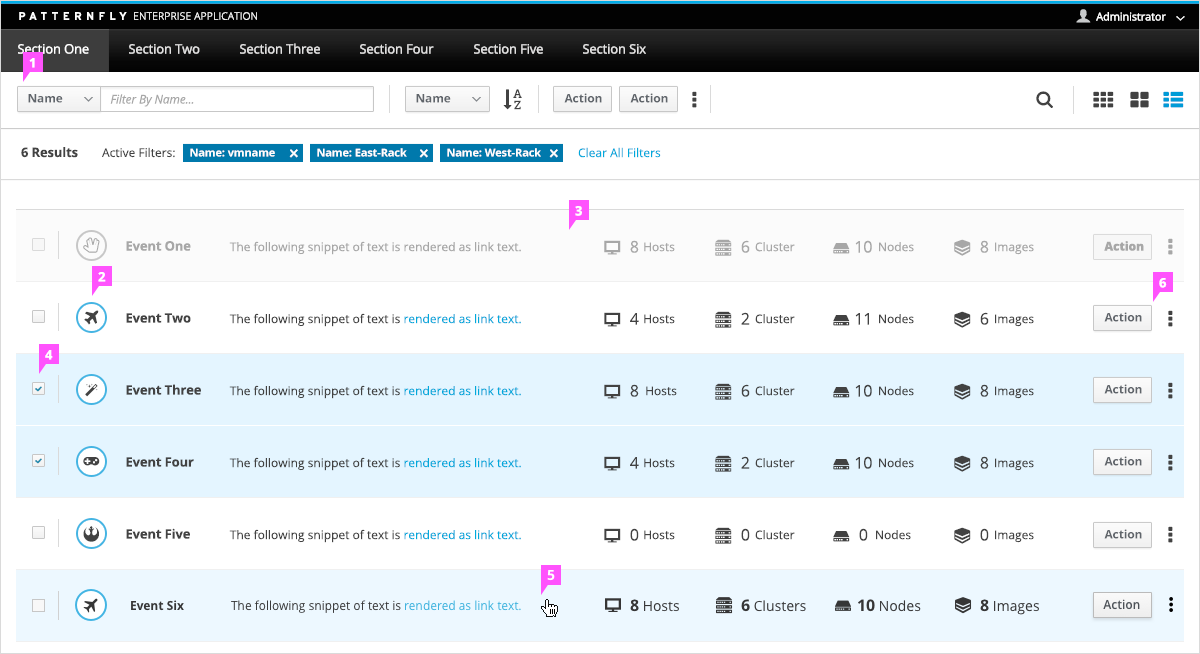 PATTERNFLY ENTERPRISE APPLICATION Administrator
Section One Section Two Section Three Section Four Section Five Section Six
1
Name Filter By Name... Name A Z Action Action
6 Results Active Filters: Name: vmname × Name: East-Rack × Name: West-Rack × Clear All Filters
3
Event One The following snippet of text is rendered as link text. 8 Hosts 6 Cluster 10 Nodes 8 Images Action
2 6
Event Two The following snippet of text is rendered as link text. 4 Hosts 2 Cluster 11 Nodes 6 Images Action
4
Event Three The following snippet of text is rendered as link text. 8 Hosts 6 Cluster 10 Nodes 8 Images Action
Event Four The following snippet of text is rendered as link text. 4 Hosts 2 Cluster 10 Nodes 8 Images Action
Event Five The following snippet of text is rendered as link text. 0 Hosts 0 Cluster 0 Nodes 0 Images Action
5
Event Six The following snippet of text is rendered as link text. 8 Hosts 6 Clusters 10 Nodes 8 Images Action